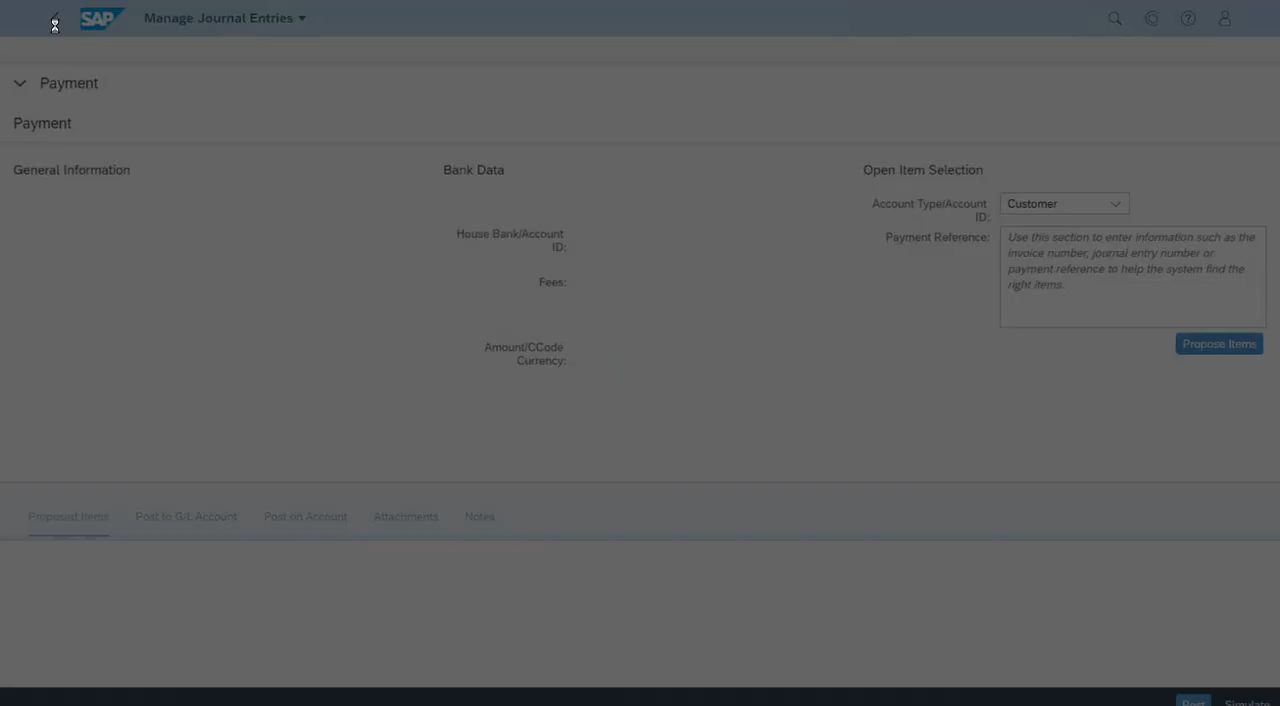 SAP Manage Journal Entries
Payment
Payment
General Information
Bank Data
Open Item Selection
Account Type/Account
ID:
Customer
House Bank/Account
ID:
Fees:
Amount/CCode
Currency:
Payment Reference:
Use this section to enter information such as the
invoice number, journal entry number or
payment reference to help the system find the
right items.
Propose Items
Proposed Items Post to G/L Account Post on Account Attachments Notes
Post Simulate